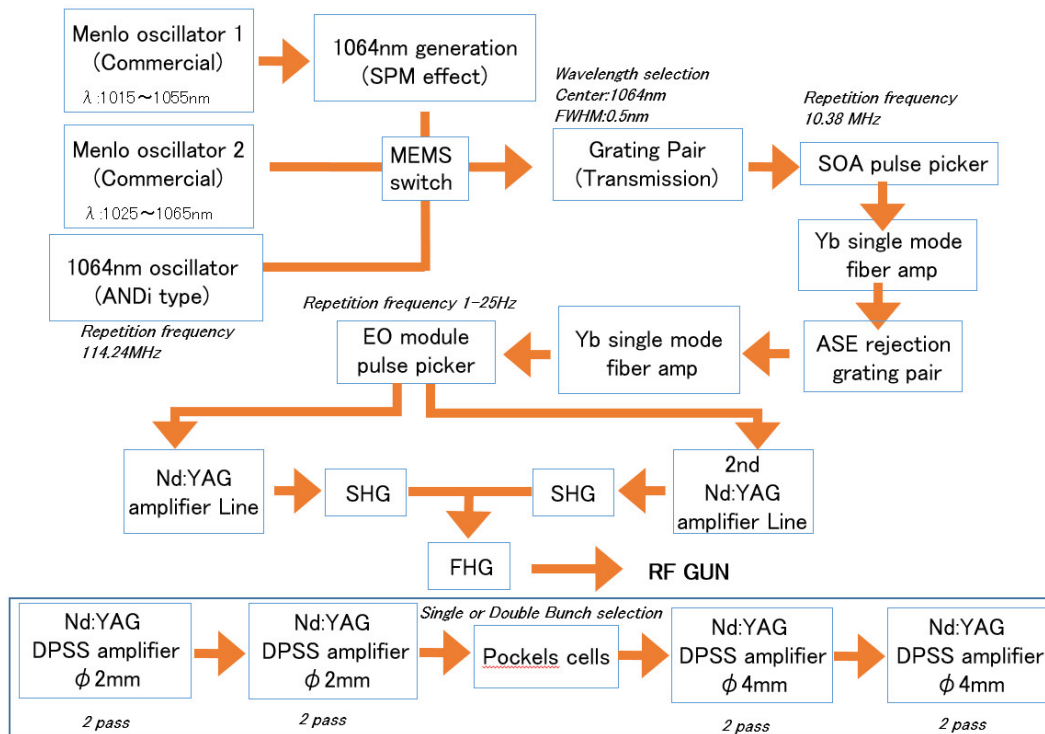 Menlo oscillator 1
(Commercial)
λ:1015～1055nm
1064nm generation
(SPM effect)
Menlo oscillator 2
(Commercial)
λ:1025～1065nm
MEMS
switch
Wavelength selection
Center:1064nm
FWHM:0.5nm
Grating Pair
(Transmission)
Repetition frequency
10.38 MHz
SOA pulse picker
1064nm oscillator
(ANDi type)
Repetition frequency
114.24MHz
Yb single mode
fiber amp
Repetition frequency 1-25Hz
EO module
pulse picker
Yb single mode
fiber amp
ASE rejection
grating pair
Nd:YAG
amplifier Line
SHG
SHG
2nd
Nd:YAG
amplifier Line
FHG
RF GUN
Nd:YAG
DPSS amplifier
φ2mm
2 pass
Nd:YAG
DPSS amplifier
φ2mm
2 pass
Single or Double Bunch selection
Pockels cells
Nd:YAG
DPSS amplifier
φ4mm
2 pass
Nd:YAG
DPSS amplifier
φ4mm
2 pass